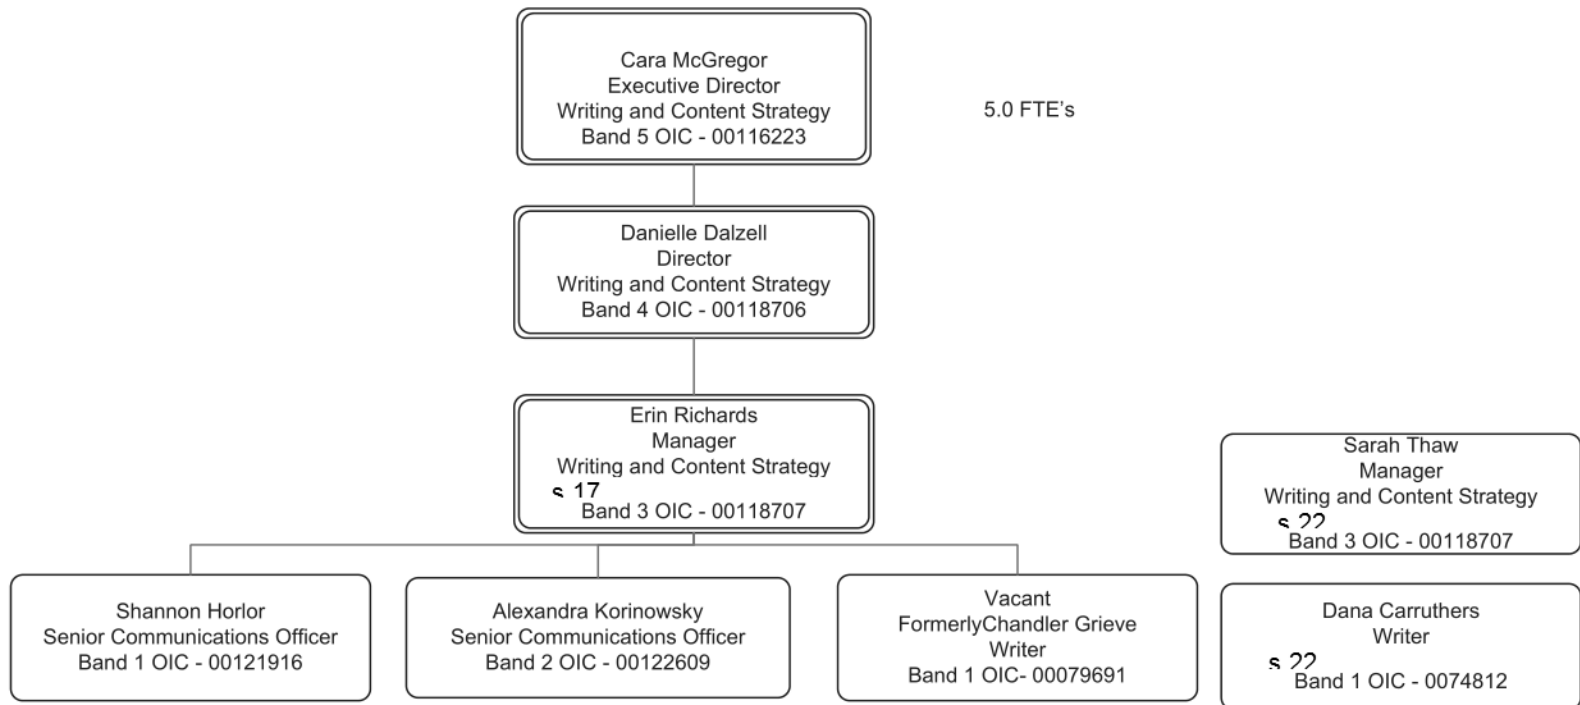 Cara McGregor
Executive Director
Writing and Content Strategy
Band 5 OIC - 00116223
5.0 FTE's
Danielle Dalzell
Director
Writing and Content Strategy
Band 4 OIC - 00118706
Erin Richards
Manager
Writing and Content Strategy
s 17
Band 3 OIC - 00118707
Sarah Thaw
Manager
Writing and Content Strategy
s 22
Band 3 OIC - 00118707
Shannon Horlor
Senior Communications Officer
Band 1 OIC - 00121916
Alexandra Korinowsky
Senior Communications Officer
Band 2 OIC - 00122609
Vacant
FormerlyChandler Grieve
Writer
Band 1 OIC- 00079691
Dana Carruthers
Writer
s 22
Band 1 OIC - 0074812